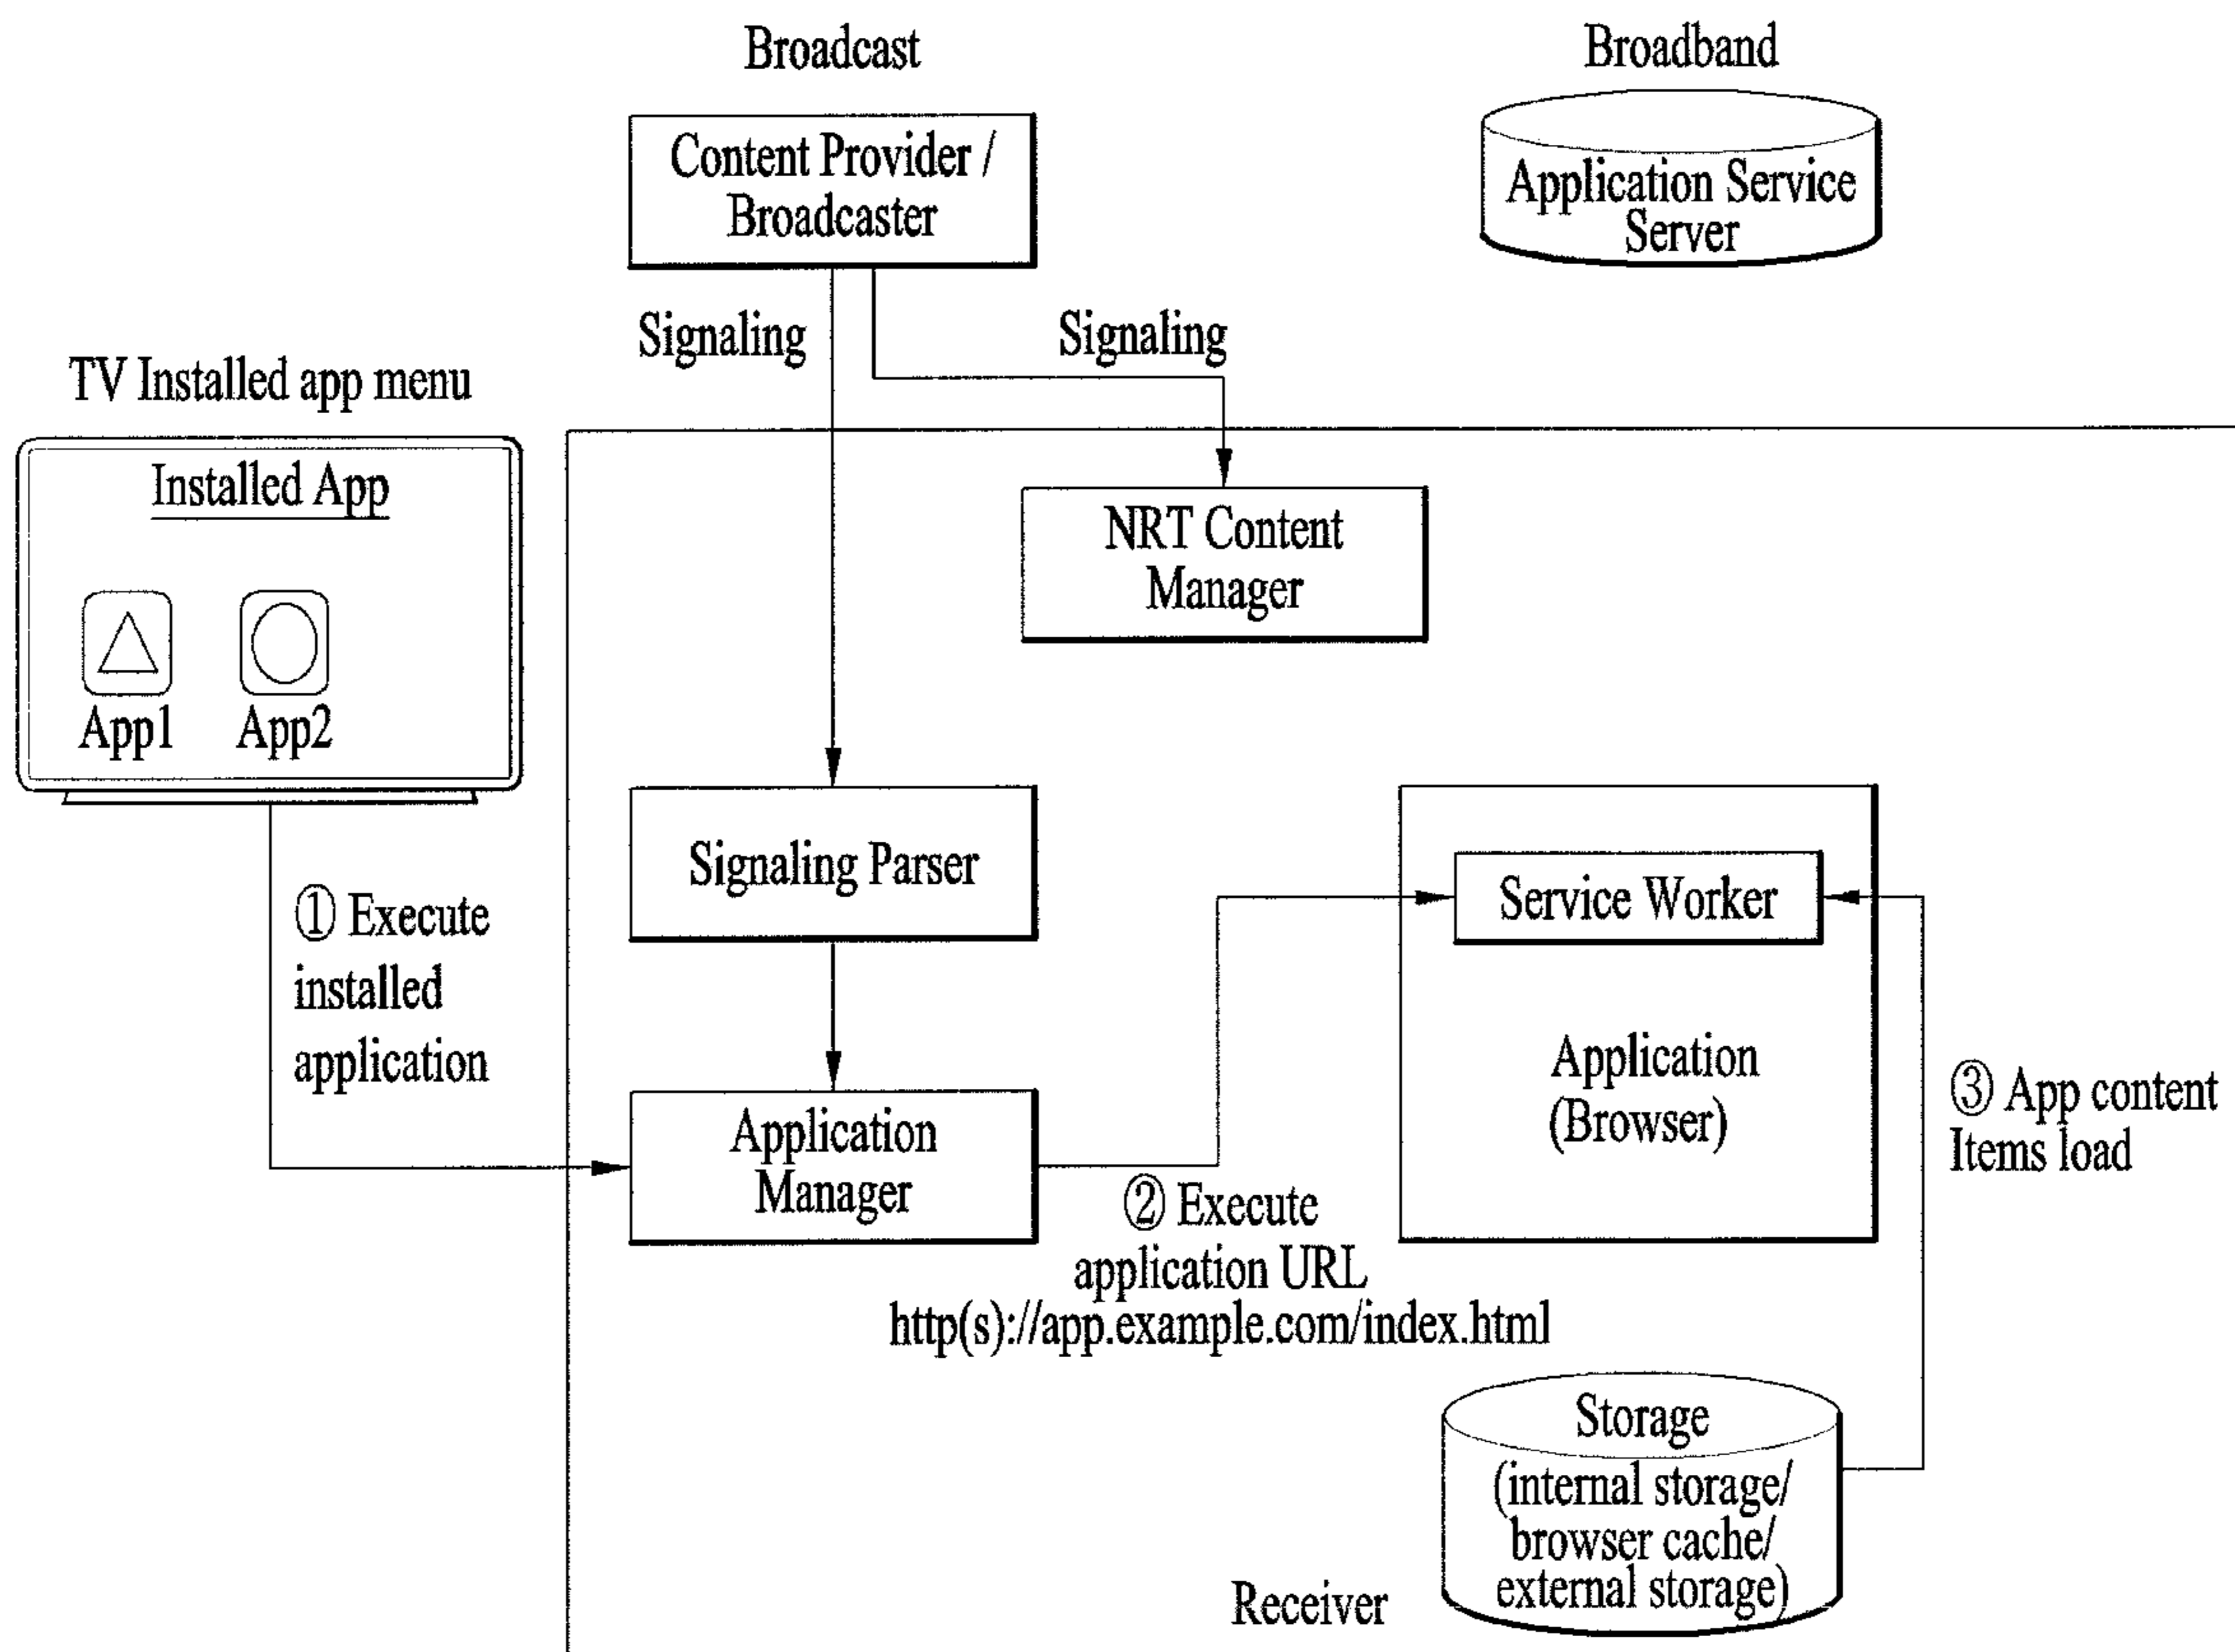 Broadcast
Broadband
Content Provider /
Broadcaster
Application Service
Server
Signaling
Signaling
TV Installed app menu
Installed App
App1
App2
NRT Content
Manager
Signaling Parser
Service Worker
① Execute
installed
application
Application
(Browser)
③ App content
Items load
Application
Manager
② Execute
application URL
http(s)://app.example.com/index.html
Storage
(internal storage/
browser cache/
external storage)
Receiver